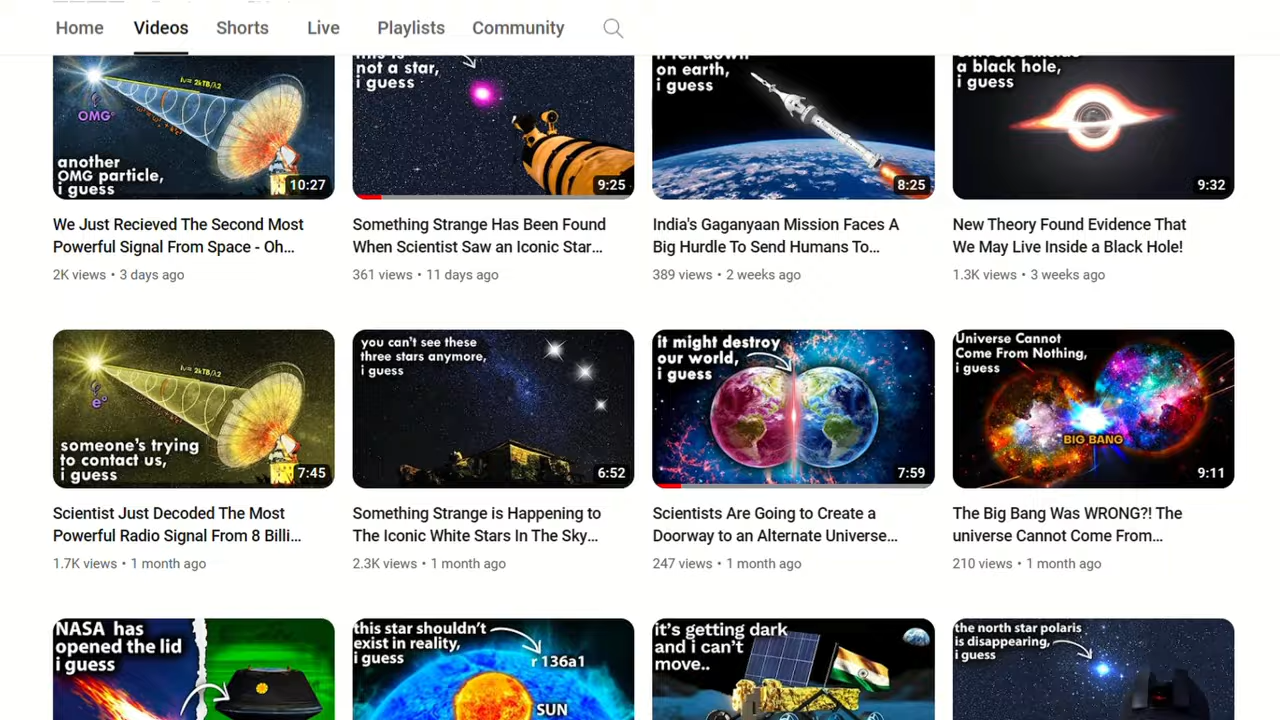 Home Videos Shorts Live Playlists Community
lν= 2kTB/λ2
OMG°
another
OMG particle,
i guess
10:27
not a star,
i guess
9:25
on earth,
i guess
8:25
a black hole,
i guess
9:32
We Just Recieved The Second Most
Powerful Signal From Space - Oh...
2K views • 3 days ago
Something Strange Has Been Found
When Scientist Saw an Iconic Star...
361 views • 11 days ago
India's Gaganyaan Mission Faces A
Big Hurdle To Send Humans To...
389 views • 2 weeks ago
New Theory Found Evidence That
We May Live Inside a Black Hole!
1.3K views • 3 weeks ago
lν= 2kTB/λ2
e°
someone's trying
to contact us,
i guess
7:45
you can't see these
three stars anymore,
i guess
6:52
it might destroy
our world,
i guess
7:59
Universe Cannot
Come From Nothing,
i guess
BIG BANG
9:11
Scientist Just Decoded The Most
Powerful Radio Signal From 8 Billi...
1.7K views • 1 month ago
Something Strange is Happening to
The Iconic White Stars In The Sky...
2.3K views • 1 month ago
Scientists Are Going to Create a
Doorway to an Alternate Universe...
247 views • 1 month ago
The Big Bang Was WRONG?! The
universe Cannot Come From...
210 views • 1 month ago
NASA has
opened the lid
i guess
this star shouldn't
exist in reality,
i guess
r 136a1
SUN
it's getting dark
and i can't
move..
the north star polaris
is disappearing,
i guess